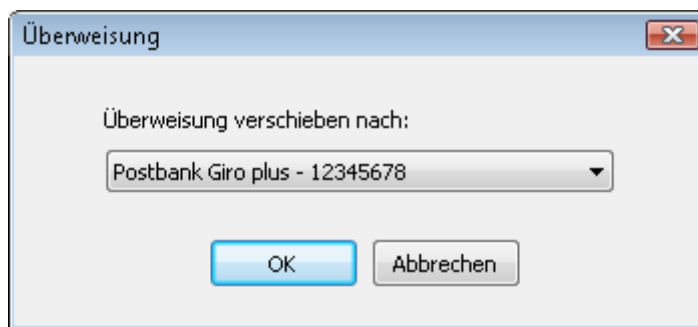 Überweisung
Überweisung verschieben nach:
Postbank Giro plus - 12345678
OK
Abbrechen